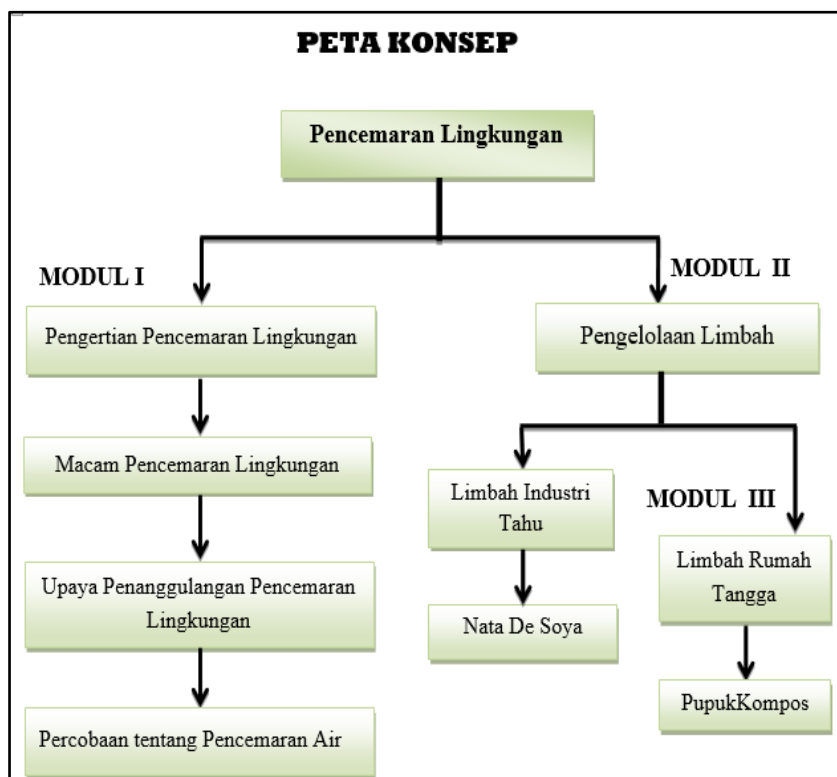 PETA KONSEP
Pencemaran Lingkungan
MODUL I
Pengertian Pencemaran Lingkungan
Macam Pencemaran Lingkungan
Upaya Penanggulangan Pencemaran
Lingkungan
Percobaan tentang Pencemaran Air
MODUL II
Pengelolaan Limbah
Limbah Industri
Tahu
Nata De Soya
MODUL III
Limbah Rumah
Tangga
PupukKompos